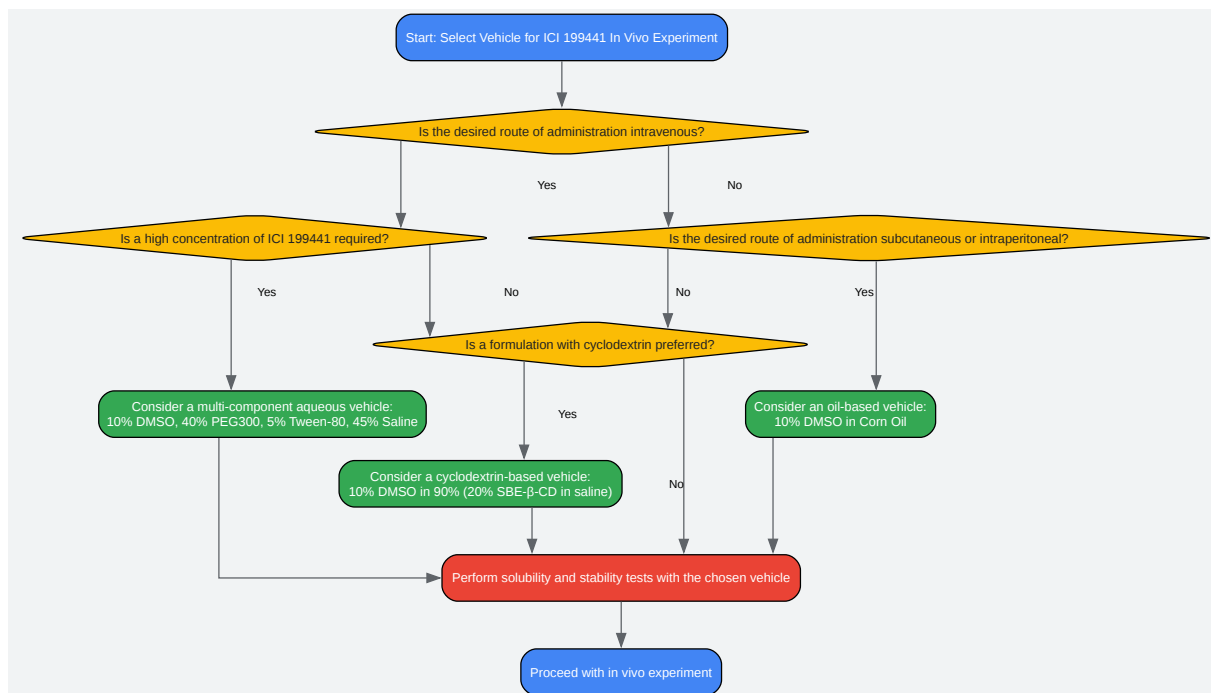 Start: Select Vehicle for ICI 199441 In Vivo Experiment
Is the desired route of administration intravenous?
Yes
No
Is a high concentration of ICI 199441 required?
Is the desired route of administration subcutaneous or intraperitoneal?
Yes
No
No
Yes
Is a formulation with cyclodextrin preferred?
Consider a multi-component aqueous vehicle:
10% DMSO, 40% PEG300, 5% Tween-80, 45% Saline
Yes
Consider an oil-based vehicle:
10% DMSO in Corn Oil
Consider a cyclodextrin-based vehicle:
10% DMSO in 90% (20% SBE-β-CD in saline)
No
Perform solubility and stability tests with the chosen vehicle
Proceed with in vivo experiment